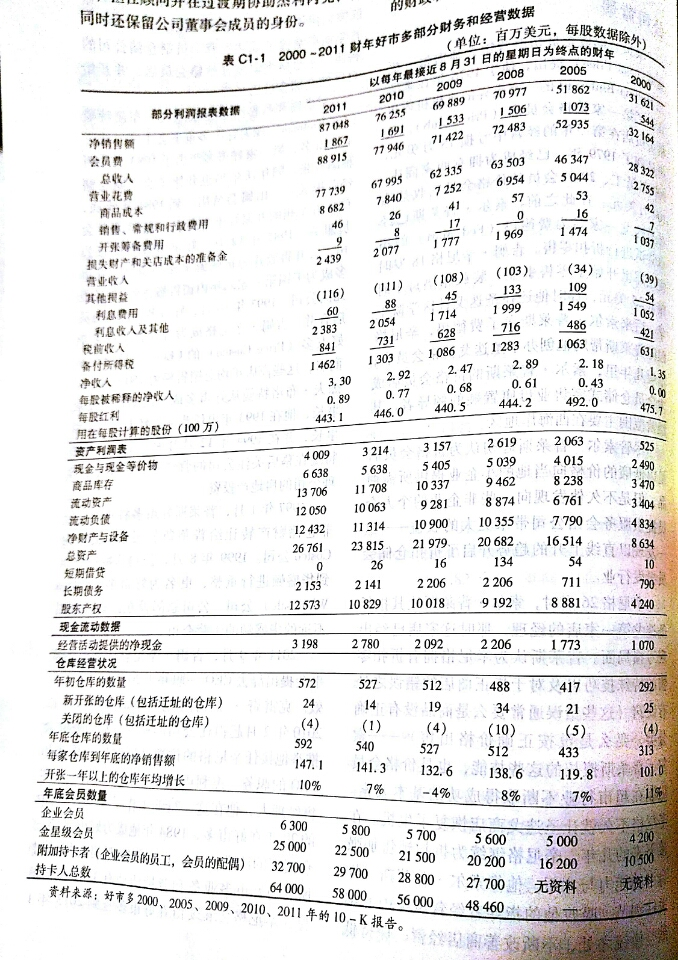 同时还保留公司董事会成员的身份。
的财政
表 C1-1 2000~2011 财年好市多部分财务和经营数据
(单位：百万美元，每股数据除外)
以每年最接近 8 月 31 日的星期日为终点的财年
部分利润报表数据 2011 2010 2009 2008 2005 2000
净销售额 87 048 76 255 69 889 70 977 51 862 31 621
会员费 1 867 1 691 1 533 1 506 1 073 544
总收入 88 915 77 946 71 422 72 483 52 935 32 164
营业花费
商品成本 77 739 67 995 62 335 63 503 46 347 28 322
销售、常规和行政费用 8 682 7 840 7 252 6 954 5 044 2 755
开张筹备费用 46 26 41 57 53 42
损失财产和关店成本的准备金 9 8 17 0 16 7
营业收入 2 439 2 077 1 777 1 969 1 474 1 037
其他损益
利息费用 (116) (111) (108) (103) (34) (39)
利息收入及其他 60 88 45 133 109 54
税前收入 2 383 2 054 1 714 1 999 1 549 1 052
备付所得税 841 731 628 716 486 421
净收入 1 462 1 303 1 086 1 283 1 063 631
每股被稀释的净收入 3.30 2.92 2.47 2.89 2.18 1.35
每股红利 0.89 0.77 0.68 0.61 0.43 0.00
用在每股计算的股份 (100 万) 443.1 446.0 440.5 444.2 492.0 475.7
资产利润表
现金与现金等价物 4 009 3 214 3 157 2 619 2 063 525
商品库存 6 638 5 638 5 405 5 039 4 015 2 490
流动资产 13 706 11 708 10 337 9 462 8 238 3 470
流动负债 12 050 10 063 9 281 8 874 6 761 3 404
净财产与设备 12 432 11 314 10 900 10 355 7 790 4 834
总资产 26 761 23 815 21 979 20 682 16 514 8 634
短期借贷 0 26 16 134 54 10
长期债务 2 153 2 141 2 206 2 206 711 790
股东产权 12 573 10 829 10 018 9 192 8 881 4 240
现金流动数据
经营活动提供的净现金 3 198 2 780 2 092 2 206 1 773 1 070
仓库经营状况
年初仓库的数量 572 527 512 488 417 292
新开张的仓库（包括迁址的仓库） 24 14 19 34 21 25
关闭的仓库（包括迁址的仓库） (4) (1) (4) (10) (5) (4)
年底仓库的数量 592 540 527 512 433 313
每家仓库到年底的净销售额 147.1 141.3 132.6 138.6 119.8 101.0
开张一年以上的仓库年均增长 10% 7% -4% 8% 7% 11%
年底会员数量
企业会员 6 300 5 800 5 700 5 600 5 000 4 200
金星级会员 25 000 22 500 21 500 20 200 16 200 10 500
附加持卡者（企业会员的员工，会员的配偶） 32 700 29 700 28 800 27 700 无资料 无资料
持卡人总数 64 000 58 000 56 000 48 460
资料来源：好市多2000、2005、2009、2010、2011 年的 10-K 报告。